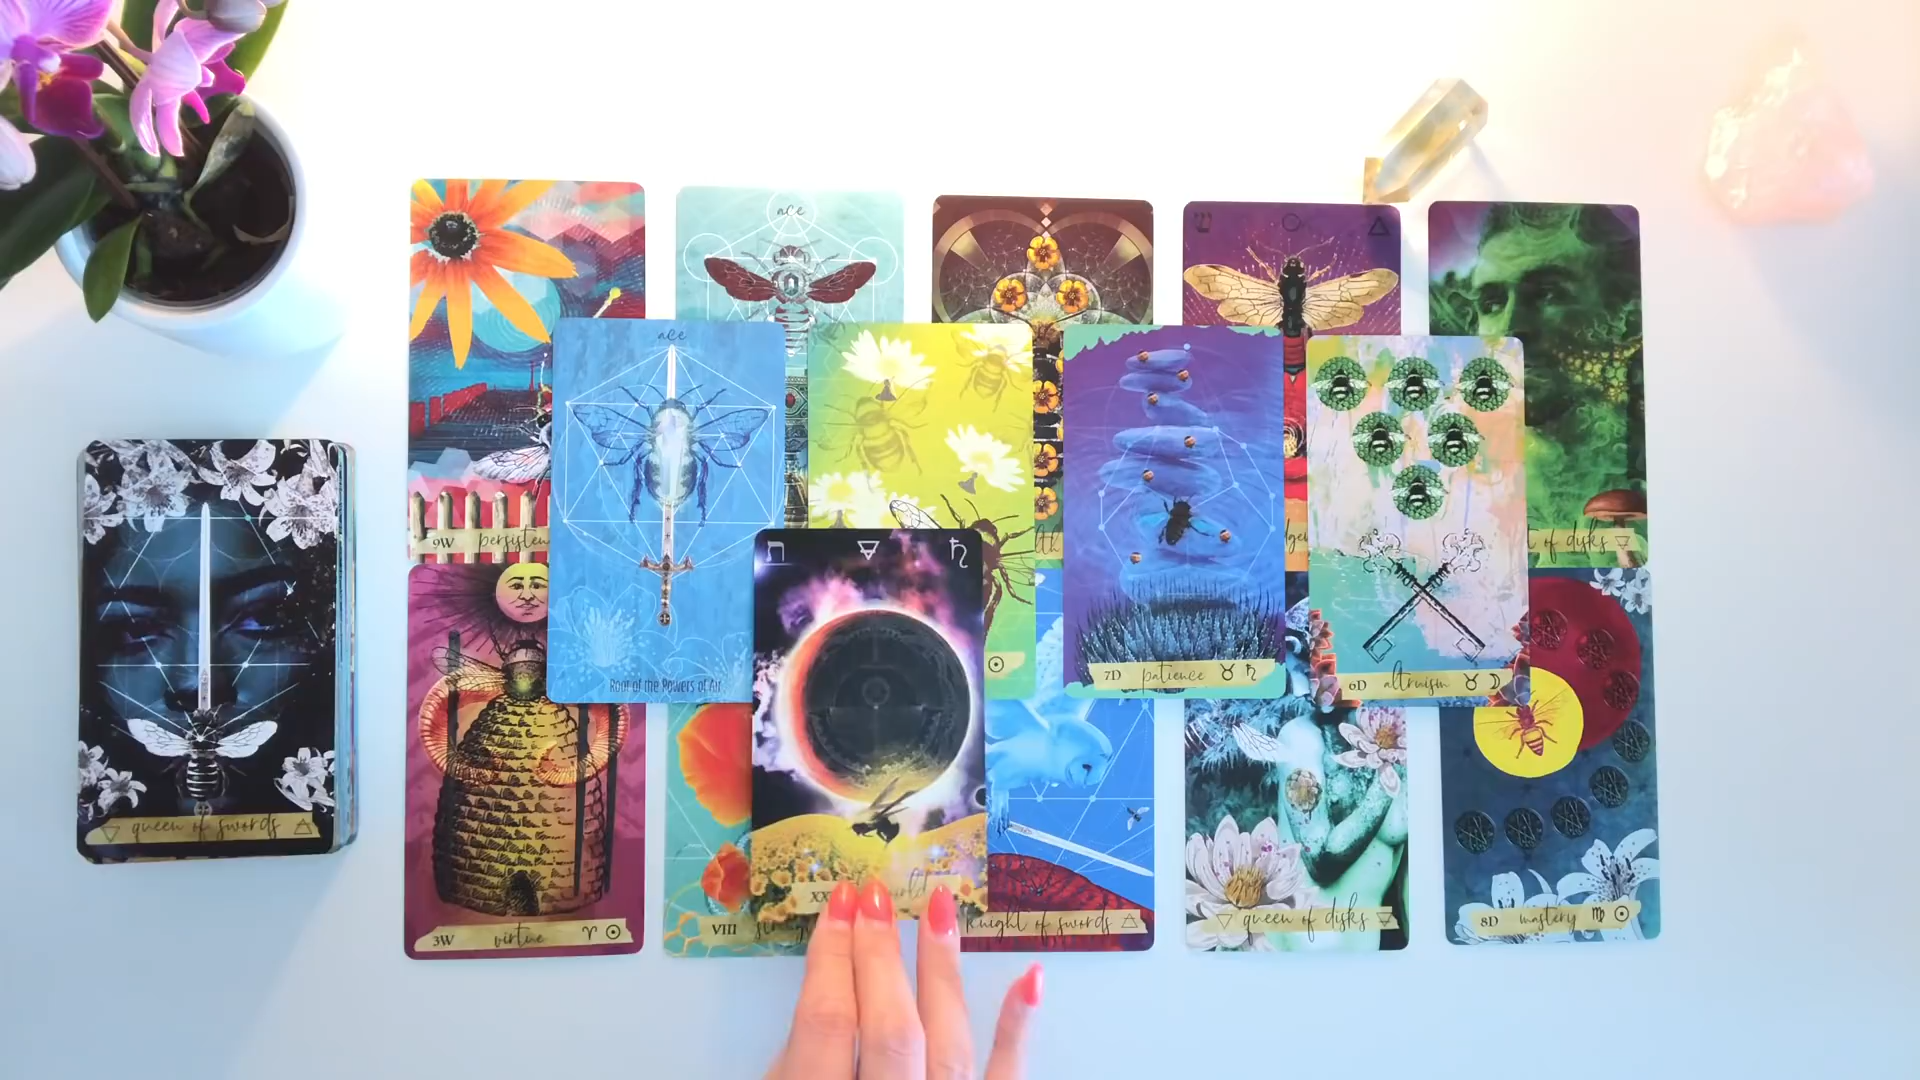 ace
ace
9W persisten
of disks
Root of the Powers of Air
7D patience ♉ ♄
6D altruism ♉ ☽
ת 🜃 ♄
queen of swords
3W virtue ♈ ☉
VIII
XX
knight of swords
queen of disks
8D mastery ♍ ☉